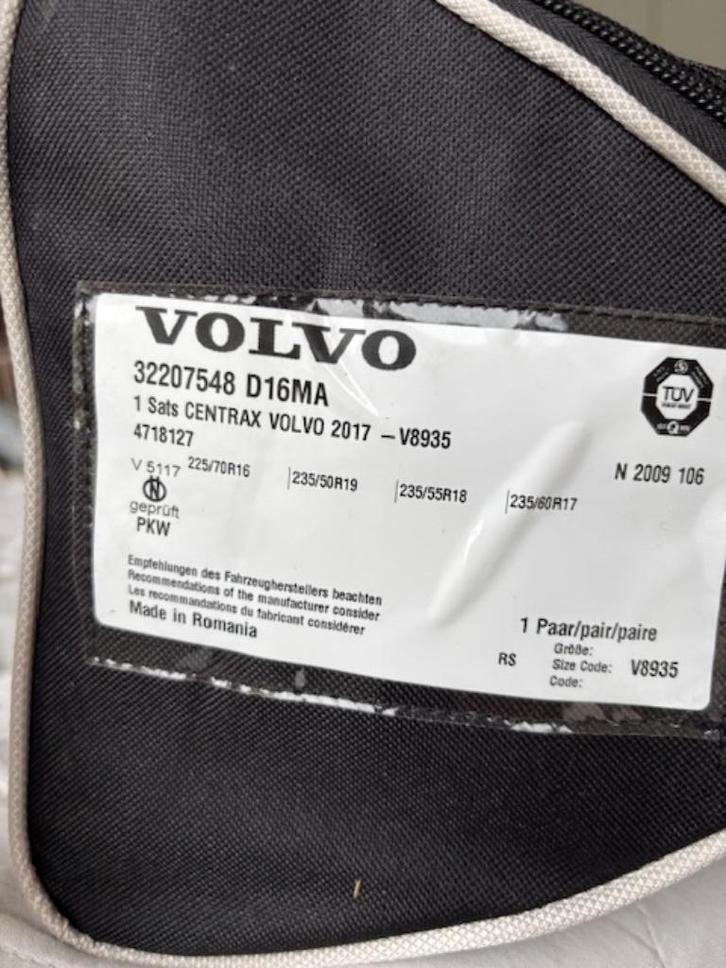 VOLVO
32207548 D16MA
1 Sats CENTRAX VOLVO 2017 – V8935
4718127
TÜV
N 2009 106
V 5117 225/70R16 |235/50R19 |235/55R18 |235/60R17
N
geprüft
PKW
Empfehlungen des Fahrzeugherstellers beachten
Recommendations of the manufacturer consider
Les recommandations du fabricant considérer
Made in Romania
1 Paar/pair/paire
Größe:
RS Size Code: V8935
Code: